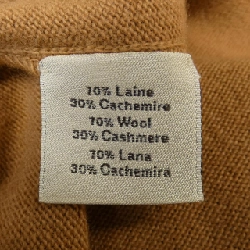 10% Laine
30% Cachemire
10% Wool
30% Cashmere
10% Lana
30% Cachemira